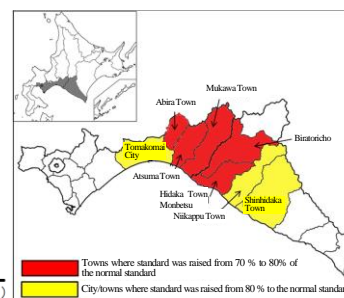 Mukawa Town
Abira Town
Biratoricho
Tomakomai
City
Atsuma Town
Hidaka Town
Monbetsu
Niikappu Town
Shinhidaka
Town
Towns where standard was raised from 70 % to 80% of
the normal standard
City/towns where standard was raised from 80 % to the normal standard